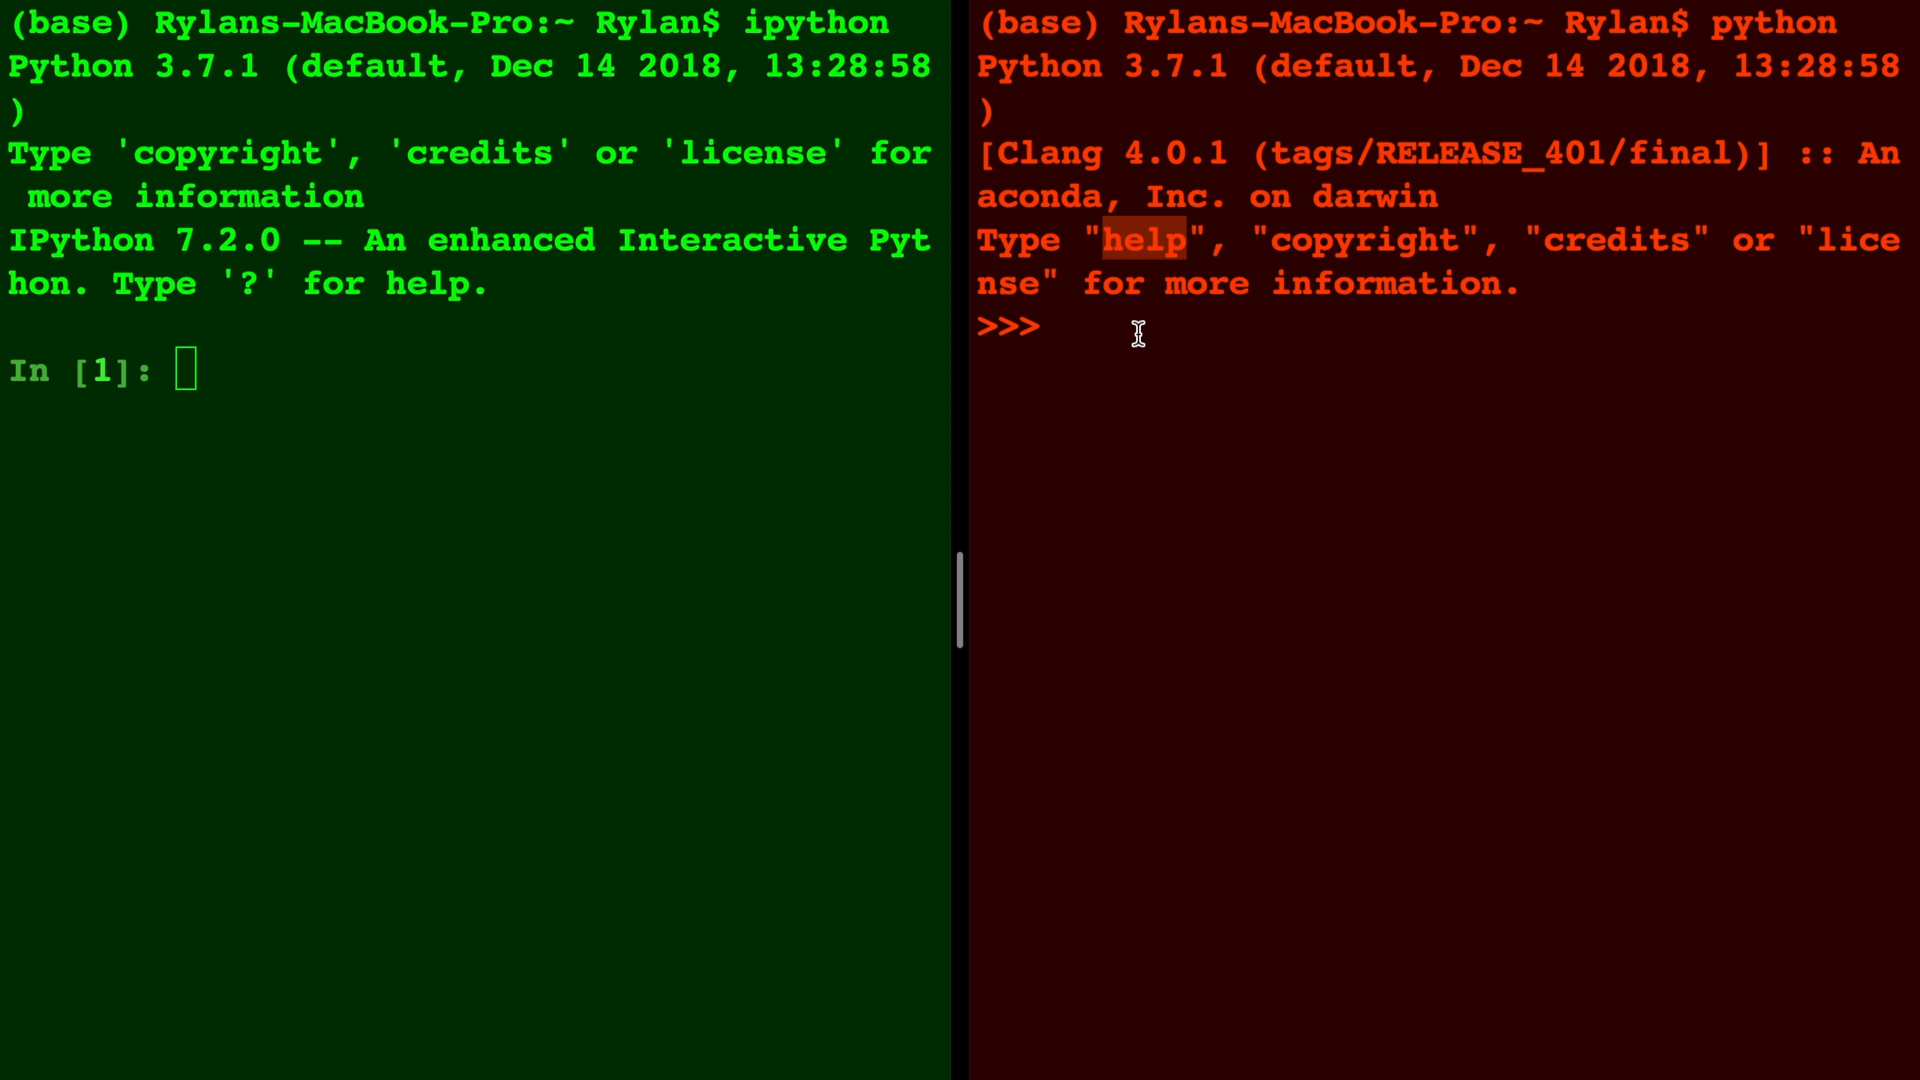 (base) Rylans-MacBook-Pro:~ Rylan$ ipython
Python 3.7.1 (default, Dec 14 2018, 13:28:58
)
Type 'copyright', 'credits' or 'license' for
 more information
IPython 7.2.0 -- An enhanced Interactive Pyt
hon. Type '?' for help.
In [1]:
(base) Rylans-MacBook-Pro:~ Rylan$ python
Python 3.7.1 (default, Dec 14 2018, 13:28:58
)
[Clang 4.0.1 (tags/RELEASE_401/final)] :: An
aconda, Inc. on darwin
Type "help", "copyright", "credits" or "lice
nse" for more information.
>>>